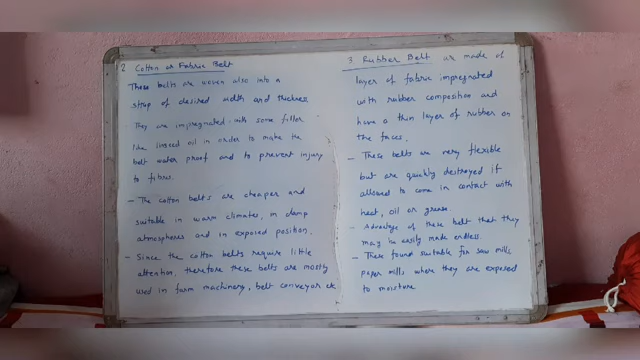 2 Cotton or Fabric Belt
These belts are woven also into a
strap of desired width and thickness
They are impregnated with some filler
like linseed oil in order to make the
belt water proof and to prevent injury
to fibres.
- The cotton belts are cheaper and
suitable in warm climates, in damp
atmospheres and in exposed position.
- Since the cotton belts require little
attention, therefore these belts are mostly
used in farm machinery, belt conveyor etc
3 Rubber Belt are made of
layer of fabric impregnated
with rubber composition and
have a thin layer of rubber on
the faces.
- These belts are very flexible
but are quickly destroyed if
allowed to come in contact with
heat, oil or grease.
- Advantage of these belt that they
may be easily made endless.
- These found suitable for saw mills,
paper mills where they are exposed
to moisture